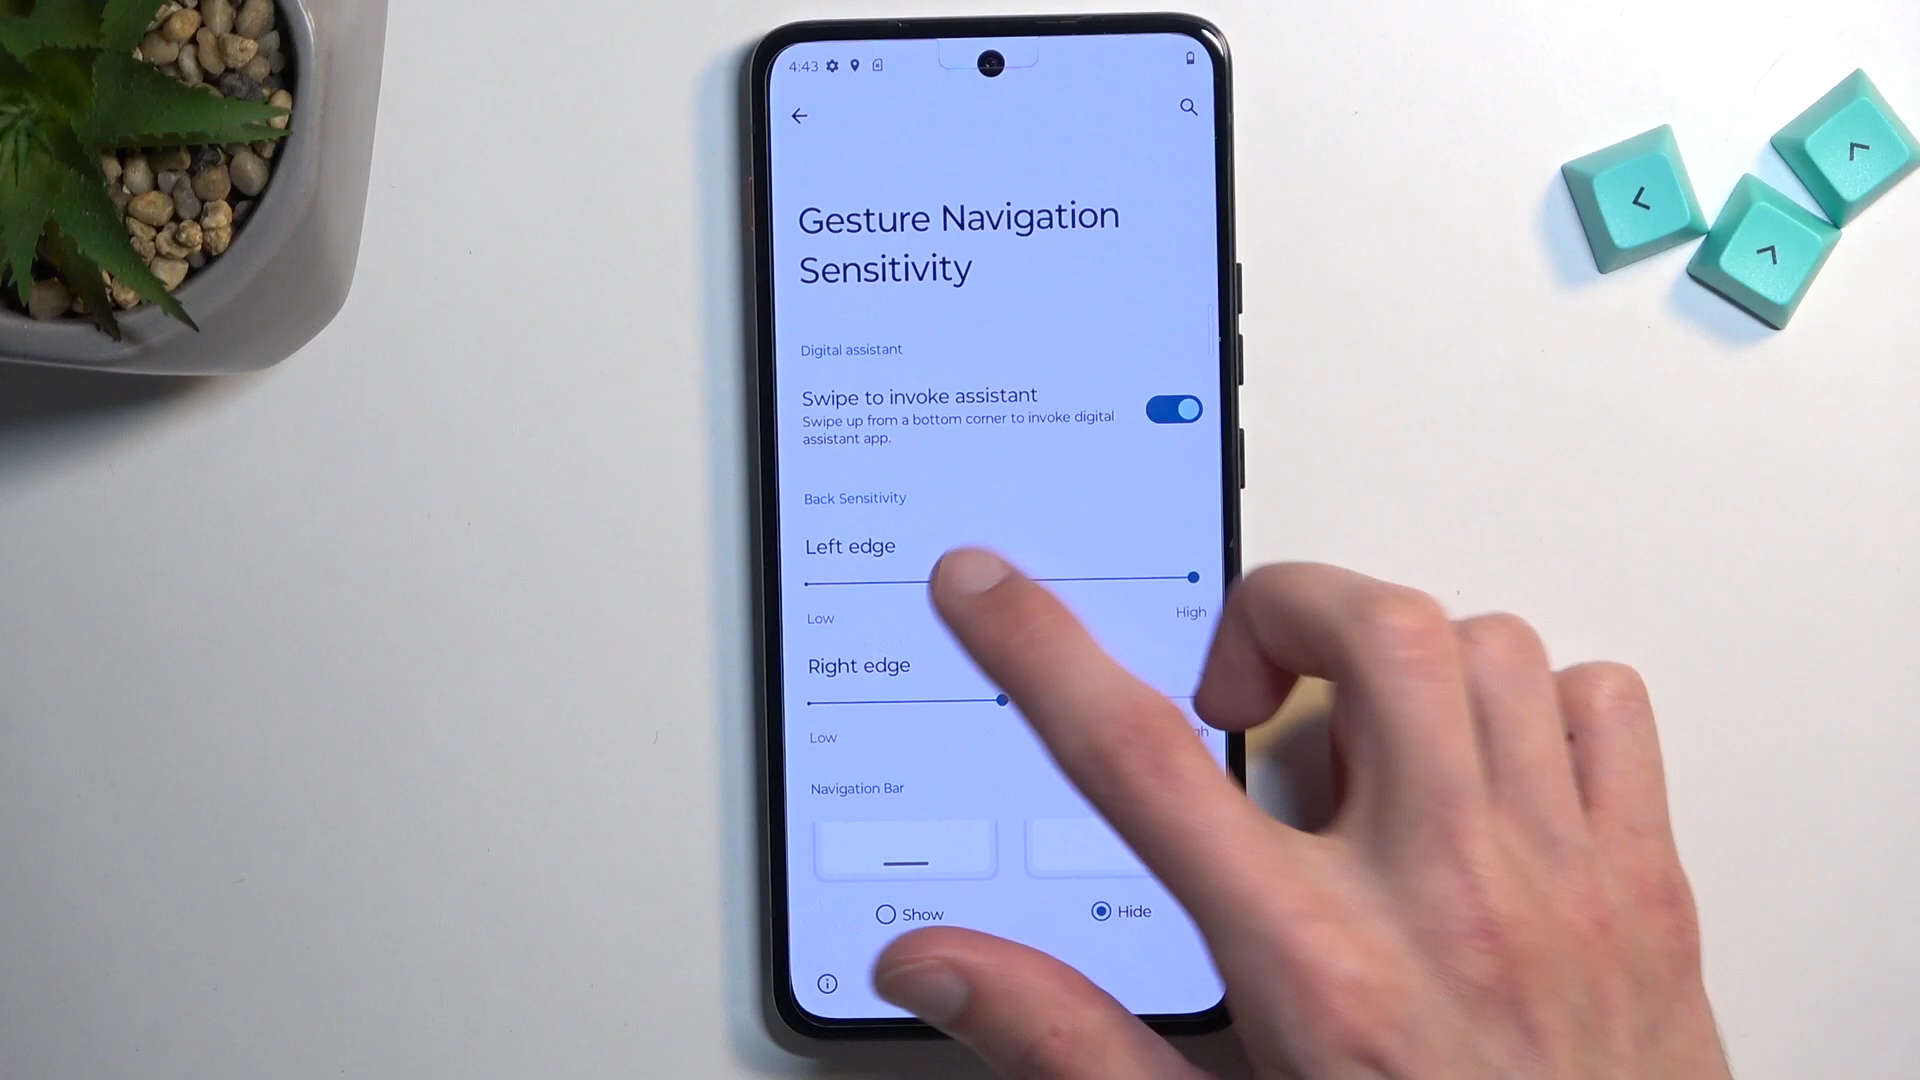 4:43
Gesture Navigation
Sensitivity
Digital assistant
Swipe to invoke assistant
Swipe up from a bottom corner to invoke digital
assistant app.
Back Sensitivity
Left edge
Low High
Right edge
Low
Navigation Bar
Show Hide